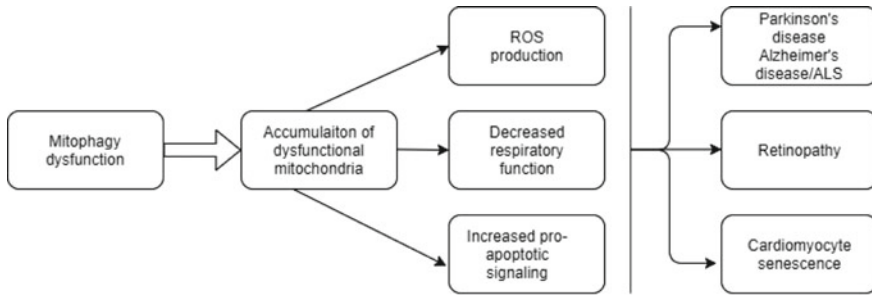 Mitophagy
dysfunction
Accumulaiton of
dysfunctional
mitochondria
ROS
production
Decreased
respiratory
function
Increased pro-
apoptotic
signaling
Parkinson's
disease
Alzheimer's
disease/ALS
Retinopathy
Cardiomyocyte
senescence